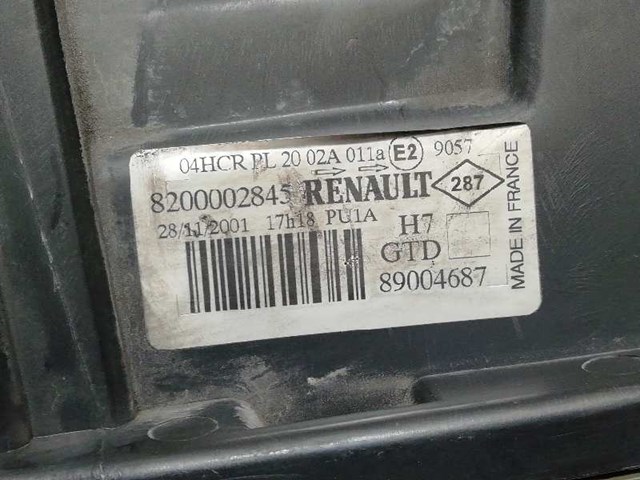 04HCR PL 20 02A 011a E2 9057
8200002845 RENAULT 287
28/11/2001 17h18 PU1A H7
GTD
89004687
MADE IN FRANCE